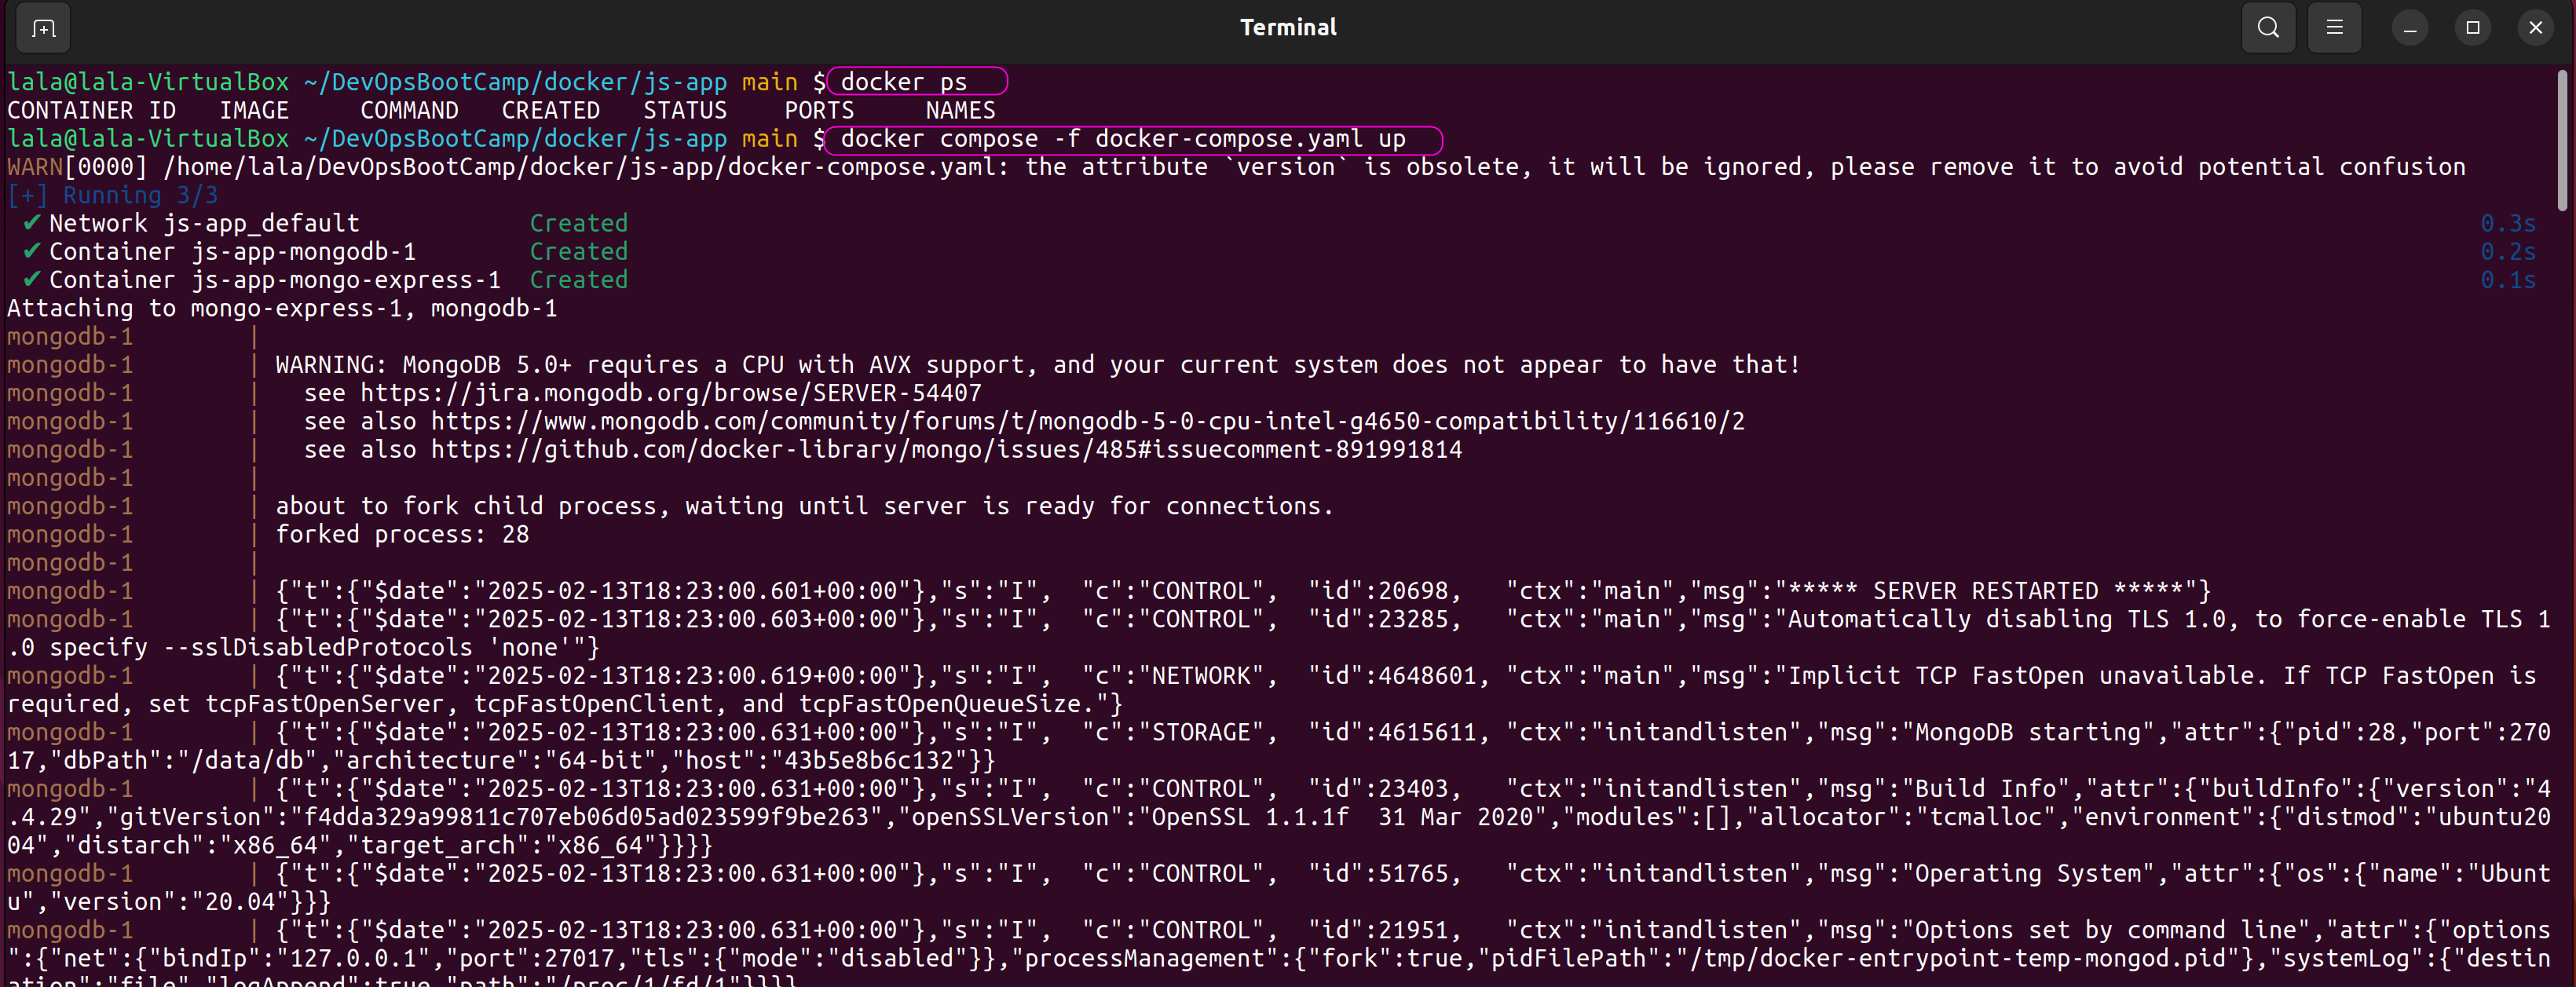 Terminal
lala@lala-VirtualBox ~/DevOpsBootCamp/docker/js-app main $ docker ps
CONTAINER ID   IMAGE     COMMAND   CREATED   STATUS    PORTS     NAMES
lala@lala-VirtualBox ~/DevOpsBootCamp/docker/js-app main $ docker compose -f docker-compose.yaml up
WARN[0000] /home/lala/DevOpsBootCamp/docker/js-app/docker-compose.yaml: the attribute `version` is obsolete, it will be ignored, please remove it to avoid potential confusion
[+] Running 3/3
 ✔ Network js-app_default            Created 0.3s
 ✔ Container js-app-mongodb-1        Created 0.2s
 ✔ Container js-app-mongo-express-1  Created 0.1s
Attaching to mongo-express-1, mongodb-1
mongodb-1        |
mongodb-1        | WARNING: MongoDB 5.0+ requires a CPU with AVX support, and your current system does not appear to have that!
mongodb-1        |   see https://jira.mongodb.org/browse/SERVER-54407
mongodb-1        |   see also https://www.mongodb.com/community/forums/t/mongodb-5-0-cpu-intel-g4650-compatibility/116610/2
mongodb-1        |   see also https://github.com/docker-library/mongo/issues/485#issuecomment-891991814
mongodb-1        |
mongodb-1        | about to fork child process, waiting until server is ready for connections.
mongodb-1        | forked process: 28
mongodb-1        |
mongodb-1        | {"t":{"$date":"2025-02-13T18:23:00.601+00:00"},"s":"I",  "c":"CONTROL",  "id":20698,   "ctx":"main","msg":"***** SERVER RESTARTED *****"}
mongodb-1        | {"t":{"$date":"2025-02-13T18:23:00.603+00:00"},"s":"I",  "c":"CONTROL",  "id":23285,   "ctx":"main","msg":"Automatically disabling TLS 1.0, to force-enable TLS 1
.0 specify --sslDisabledProtocols 'none'"}
mongodb-1        | {"t":{"$date":"2025-02-13T18:23:00.619+00:00"},"s":"I",  "c":"NETWORK",  "id":4648601, "ctx":"main","msg":"Implicit TCP FastOpen unavailable. If TCP FastOpen is
required, set tcpFastOpenServer, tcpFastOpenClient, and tcpFastOpenQueueSize."}
mongodb-1        | {"t":{"$date":"2025-02-13T18:23:00.631+00:00"},"s":"I",  "c":"STORAGE",  "id":4615611, "ctx":"initandlisten","msg":"MongoDB starting","attr":{"pid":28,"port":270
17,"dbPath":"/data/db","architecture":"64-bit","host":"43b5e8b6c132"}}
mongodb-1        | {"t":{"$date":"2025-02-13T18:23:00.631+00:00"},"s":"I",  "c":"CONTROL",  "id":23403,   "ctx":"initandlisten","msg":"Build Info","attr":{"buildInfo":{"version":"4
.4.29","gitVersion":"f4dda329a99811c707eb06d05ad023599f9be263","openSSLVersion":"OpenSSL 1.1.1f  31 Mar 2020","modules":[],"allocator":"tcmalloc","environment":{"distmod":"ubuntu20
04","distarch":"x86_64","target_arch":"x86_64"}}}}
mongodb-1        | {"t":{"$date":"2025-02-13T18:23:00.631+00:00"},"s":"I",  "c":"CONTROL",  "id":51765,   "ctx":"initandlisten","msg":"Operating System","attr":{"os":{"name":"Ubunt
u","version":"20.04"}}}
mongodb-1        | {"t":{"$date":"2025-02-13T18:23:00.631+00:00"},"s":"I",  "c":"CONTROL",  "id":21951,   "ctx":"initandlisten","msg":"Options set by command line","attr":{"options
":{"net":{"bindIp":"127.0.0.1","port":27017,"tls":{"mode":"disabled"}},"processManagement":{"fork":true,"pidFilePath":"/tmp/docker-entrypoint-temp-mongod.pid"},"systemLog":{"destin
ation":"file","logAppend":true,"path":"/proc/1/fd/1"}}}}